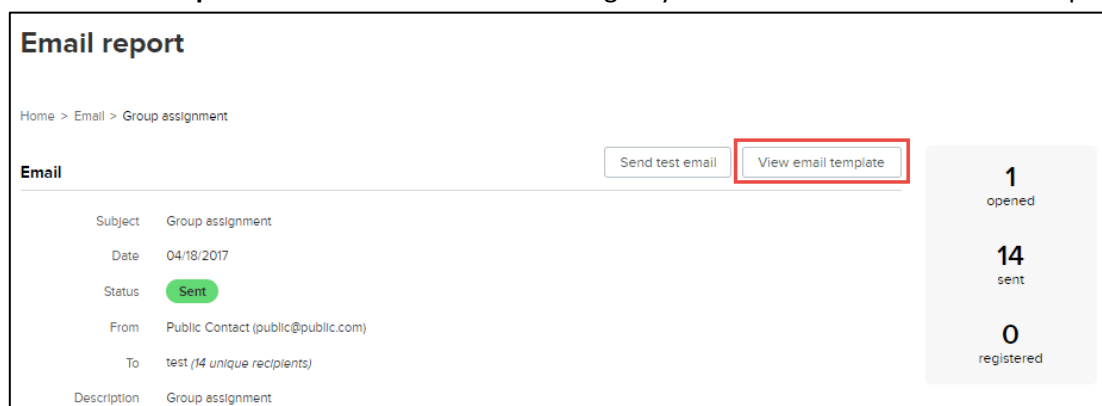 Email report
Home > Email > Group assignment
Send test email
View email template
Email
Subject Group assignment
Date 04/18/2017
Status Sent
From Public Contact (public@public.com)
To test (14 unique recipients)
Description Group assignment
1
opened
14
sent
0
registered